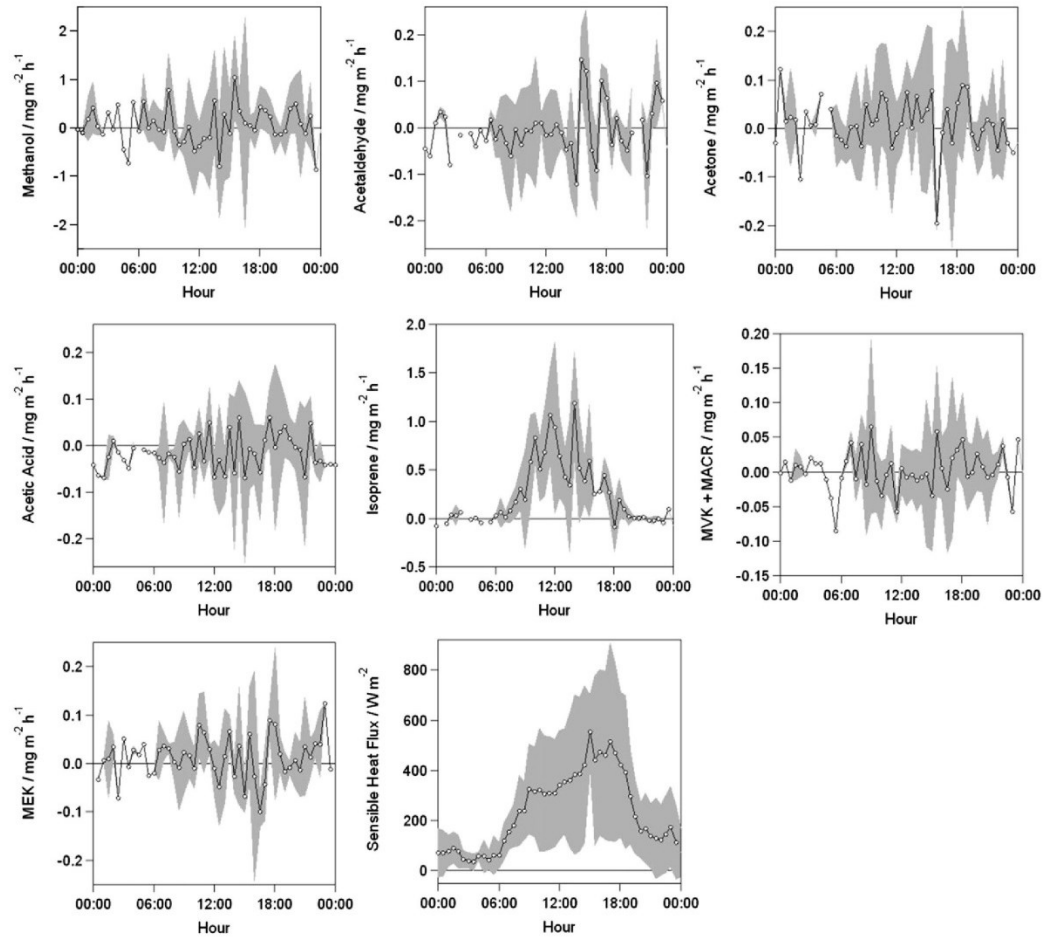 Methanol / mg m⁻² h⁻¹
2
1
0
-1
-2
00:00 06:00 12:00 18:00 00:00
Hour
Acetaldehyde / mg m⁻² h⁻¹
0.2
0.1
0.0
-0.1
-0.2
00:00 06:00 12:00 18:00 00:00
Hour
Acetone / mg m⁻² h⁻¹
0.2
0.1
0.0
-0.1
-0.2
00:00 06:00 12:00 18:00 00:00
Hour
Acetic Acid / mg m⁻² h⁻¹
0.2
0.1
0.0
-0.1
-0.2
00:00 06:00 12:00 18:00 00:00
Hour
Isoprene / mg m⁻² h⁻¹
2.0
1.5
1.0
0.5
0.0
-0.5
00:00 06:00 12:00 18:00 00:00
Hour
MVK + MACR / mg m⁻² h⁻¹
0.20
0.15
0.10
0.05
0.00
-0.05
-0.10
-0.15
00:00 06:00 12:00 18:00 00:00
Hour
MEK / mg m⁻² h⁻¹
0.2
0.1
0.0
-0.1
-0.2
00:00 06:00 12:00 18:00 00:00
Hour
Sensible Heat Flux / W m⁻²
800
600
400
200
0
00:00 06:00 12:00 18:00 00:00
Hour